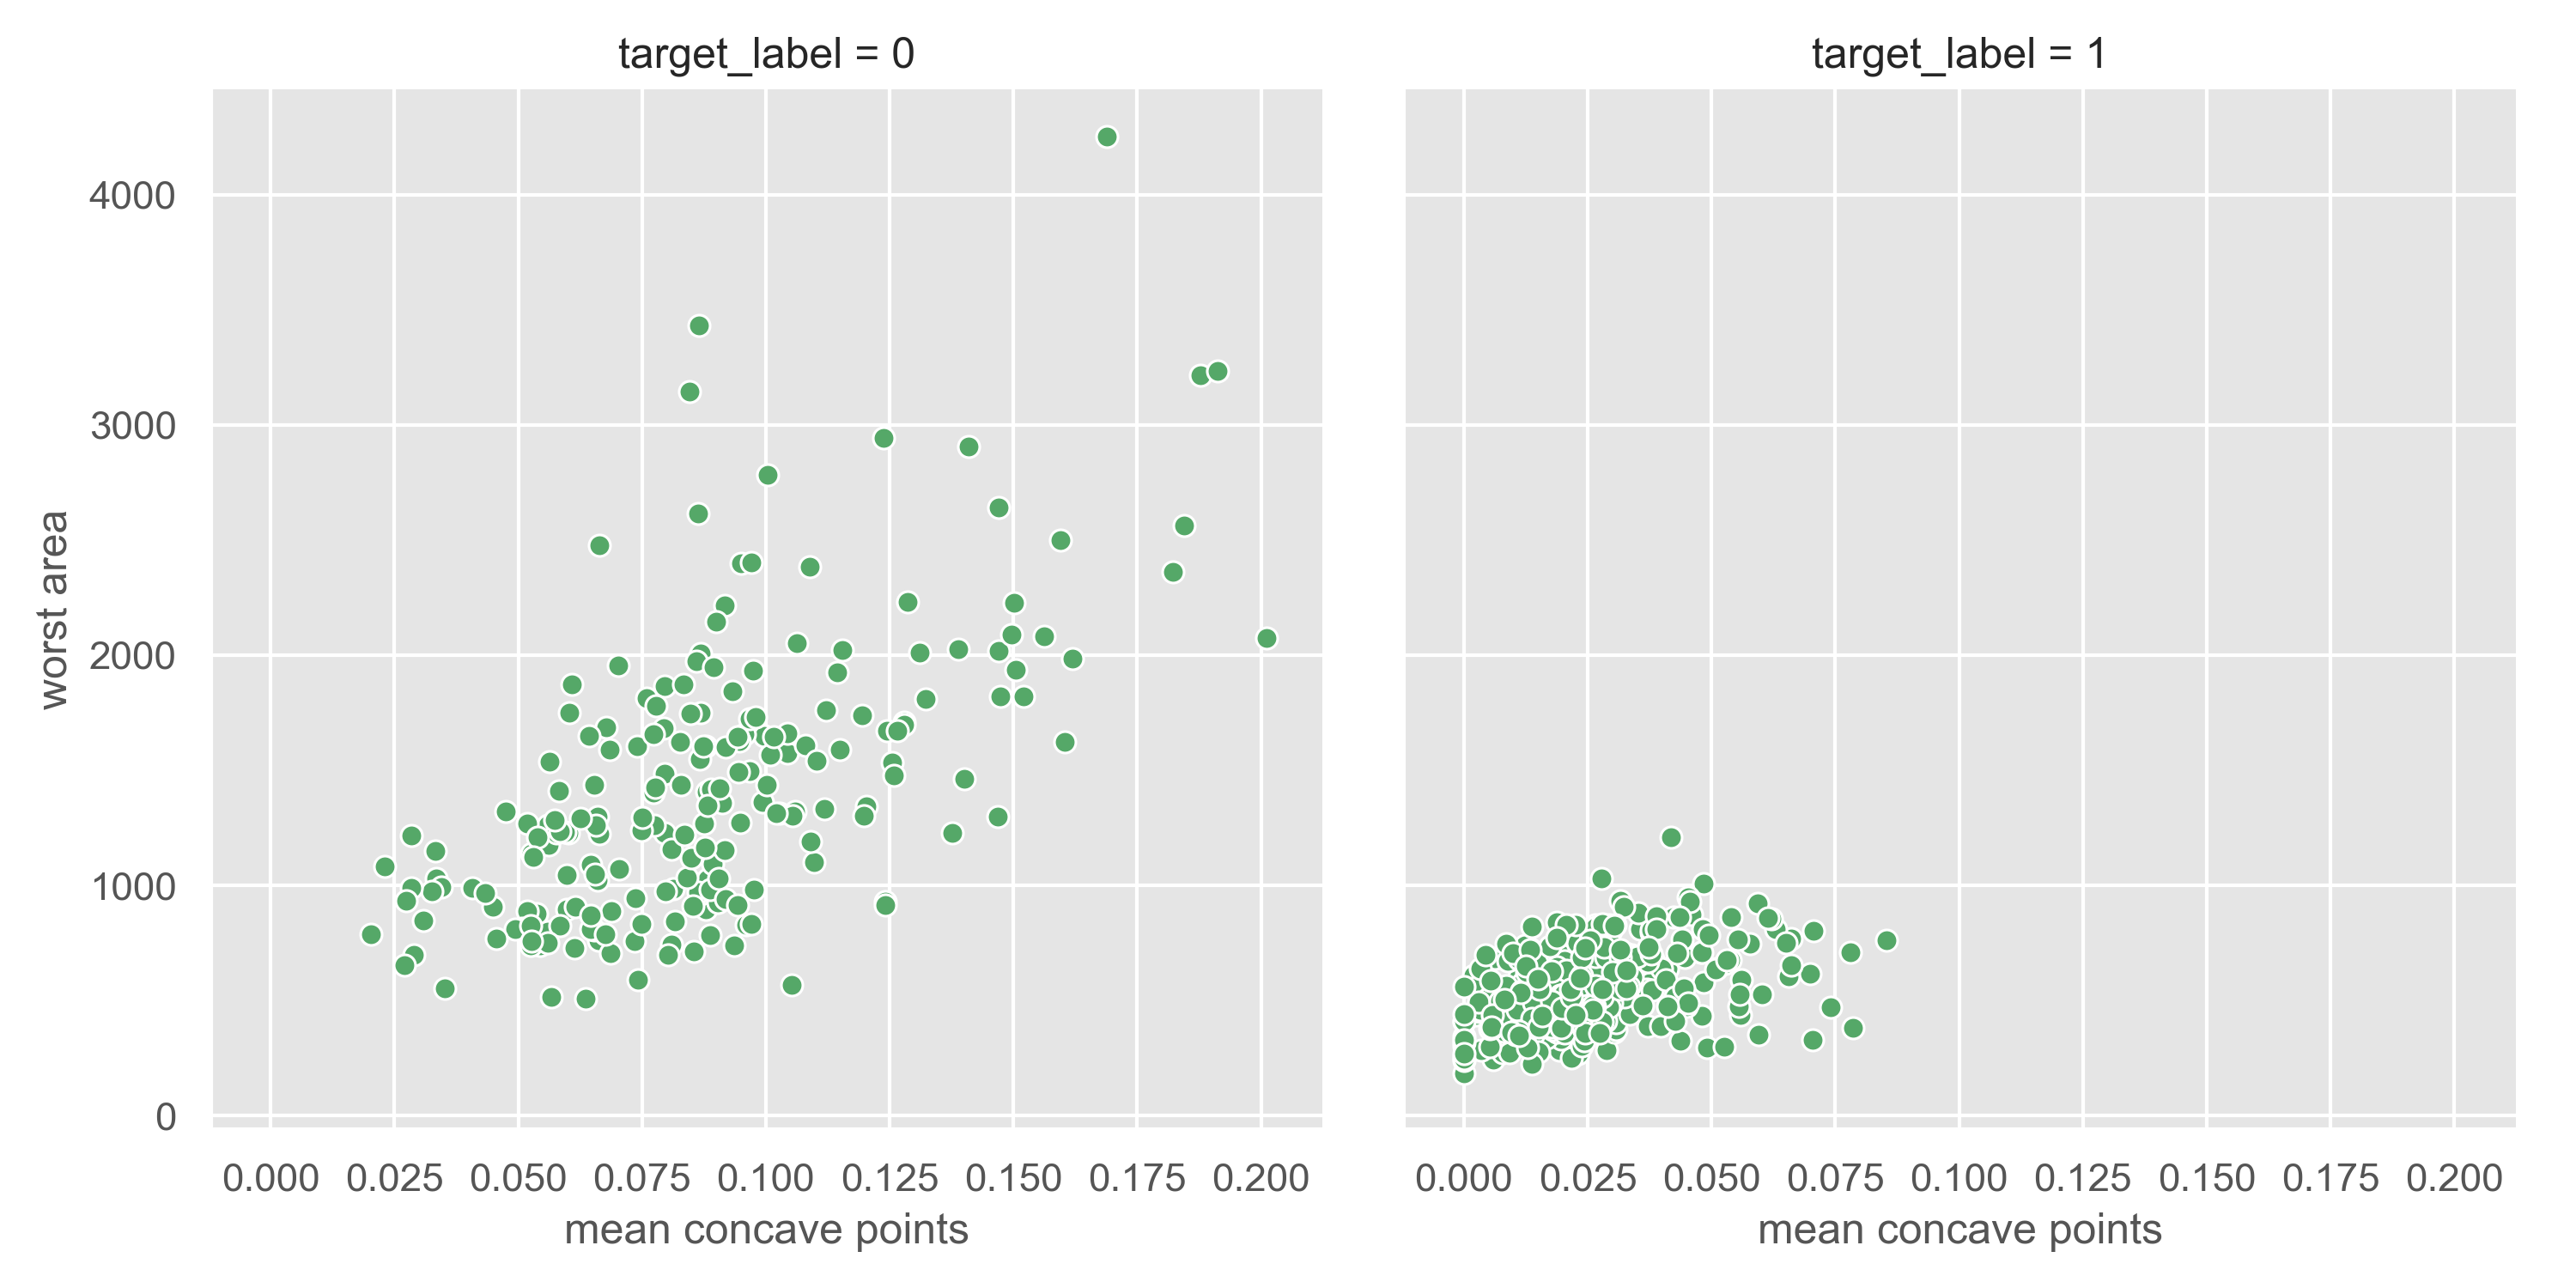 target_label = 0
target_label = 1
4000
3000
2000
1000
0
worst area
0.000 0.025 0.050 0.075 0.100 0.125 0.150 0.175 0.200
0.000 0.025 0.050 0.075 0.100 0.125 0.150 0.175 0.200
mean concave points
mean concave points